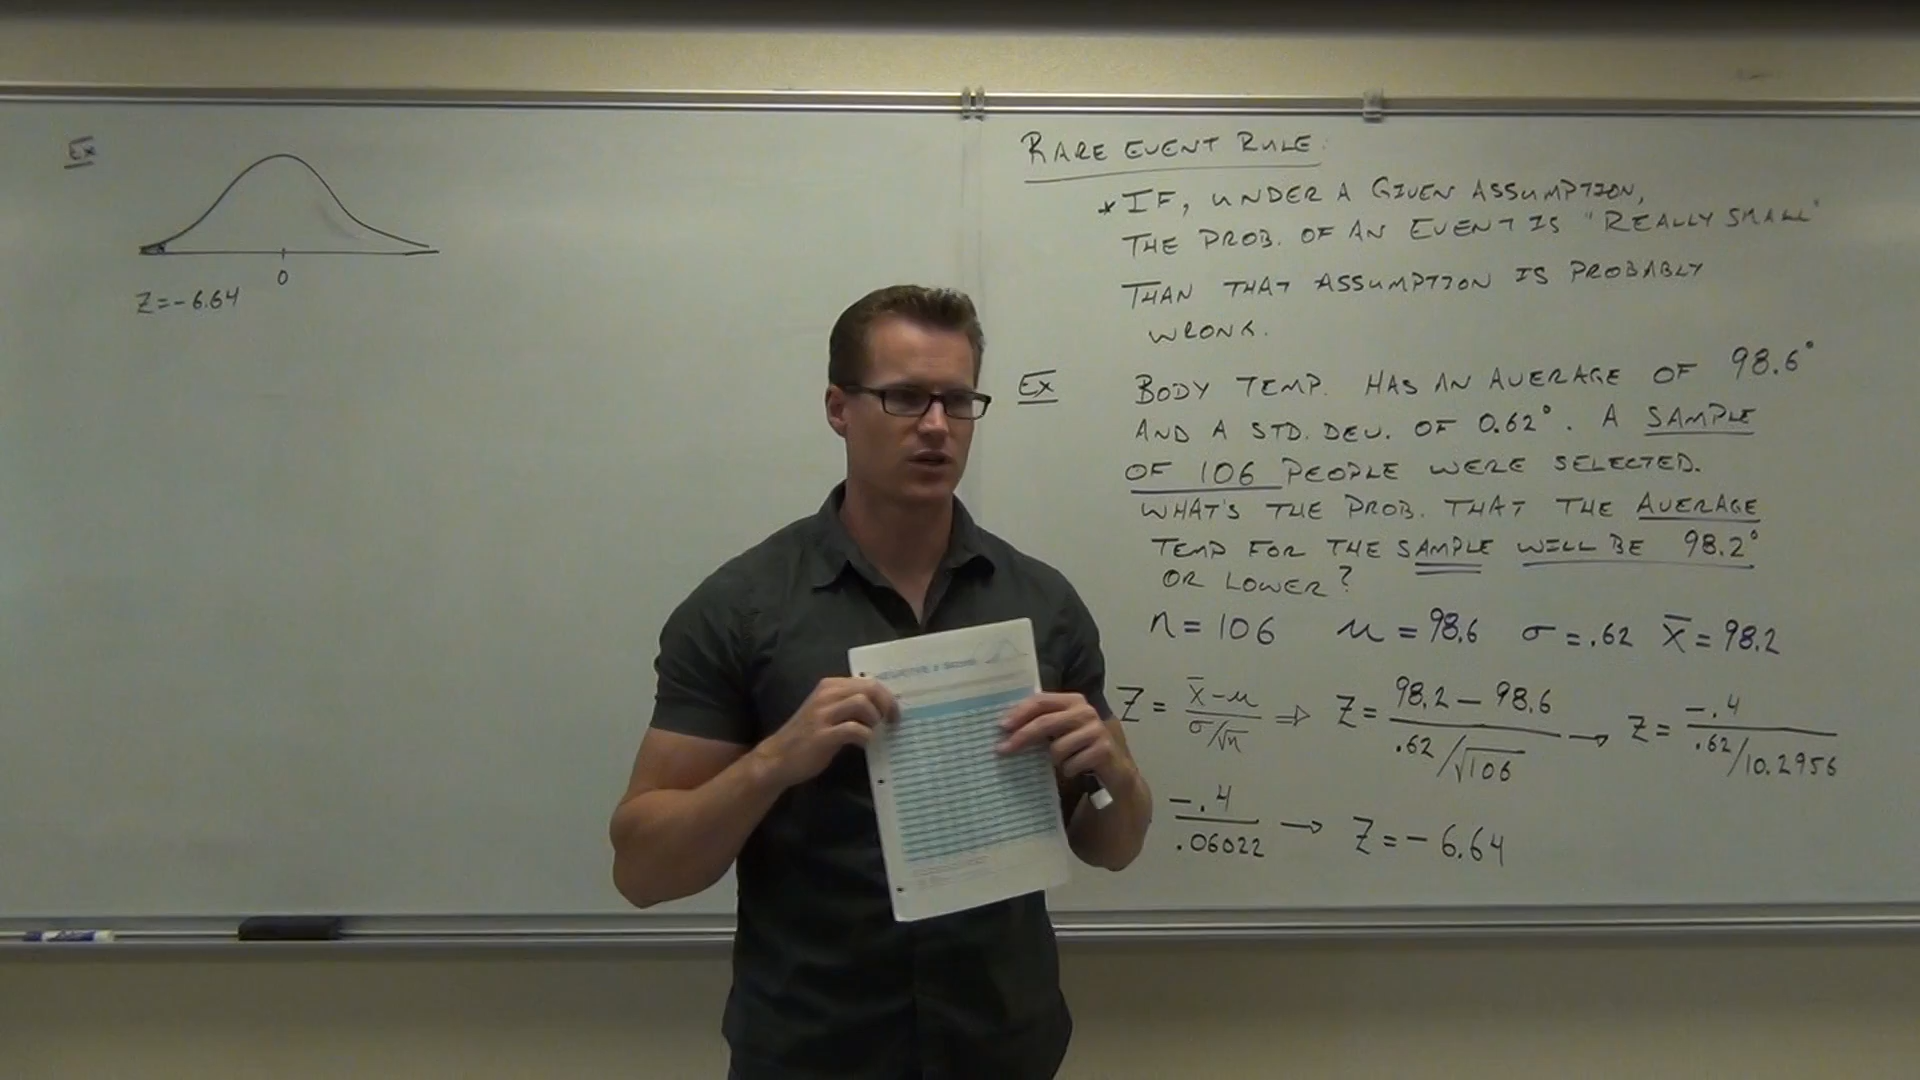 Ex
0
Z = -6.64
RARE EVENT RULE:
* IF, UNDER A GIVEN ASSUMPTION,
THE PROB. OF AN EVENT IS "REALLY SMALL"
THAN THAT ASSUMPTION IS PROBABLY
WRONG.
Ex BODY TEMP. HAS AN AVERAGE OF 98.6°
AND A STD. DEV. OF 0.62°. A SAMPLE
OF 106 PEOPLE WERE SELECTED.
WHAT'S THE PROB. THAT THE AVERAGE
TEMP FOR THE SAMPLE WILL BE 98.2°
OR LOWER?
n = 106 μ = 98.6 σ = .62 x̄ = 98.2
Z = x̄ - μ / σ/√n ⇒ Z = 98.2 - 98.6 / .62/√106 → Z = -.4 / .62/10.2956
-.4 / .06022 → Z = -6.64
NEGATIVE z Scores